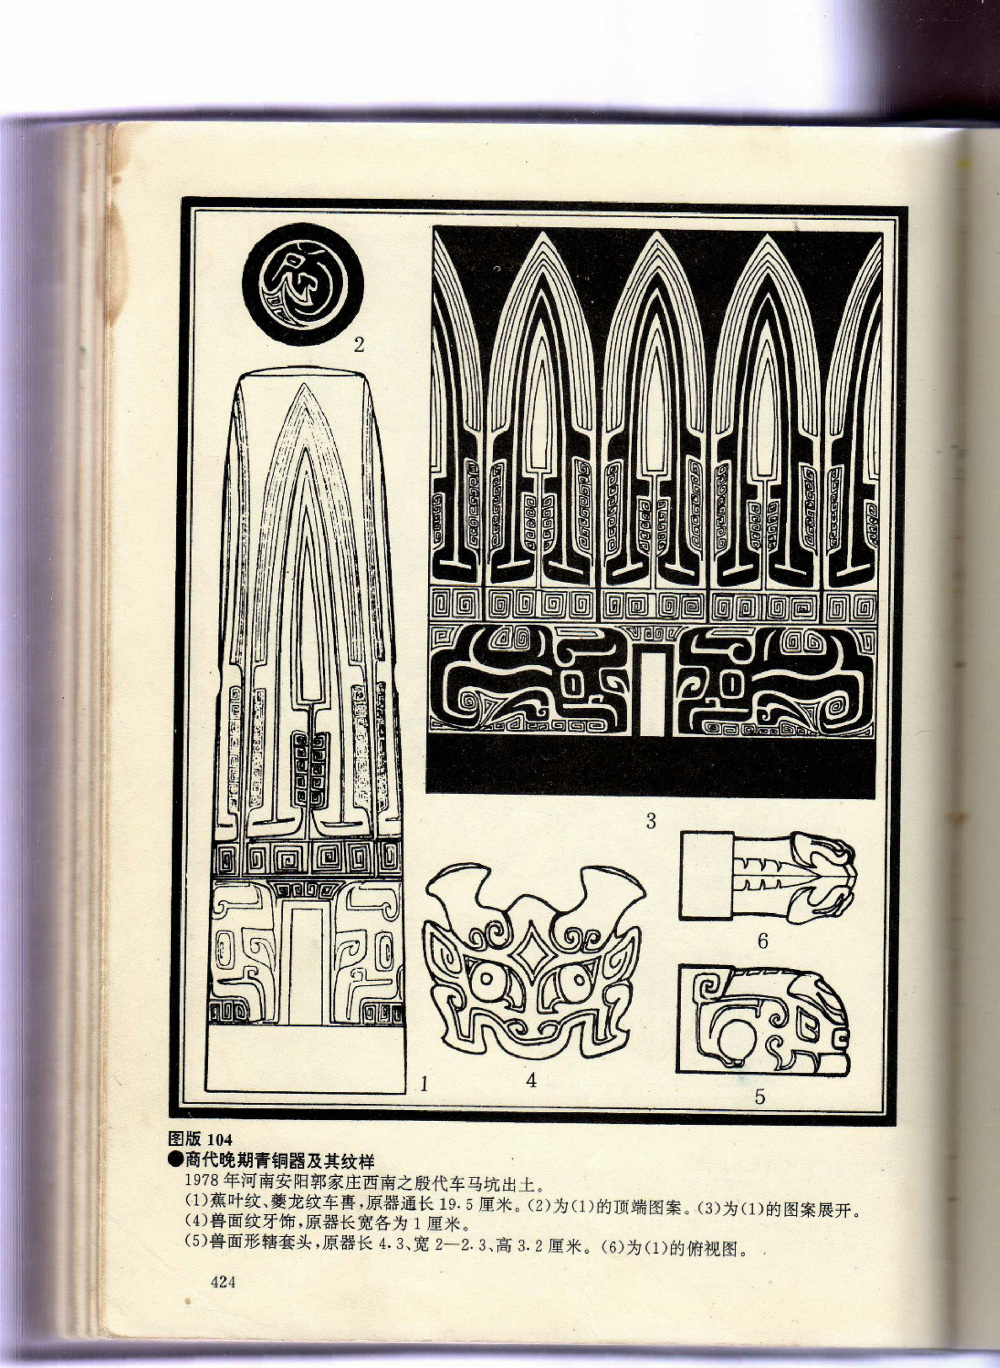 2
3
6
1
4
5
图版 104
●商代晚期青铜器及其纹样
1978 年河南安阳郭家庄西南之殷代车马坑出土。
(1)蕉叶纹、夔龙纹车軎,原器通长 19.5 厘米。(2)为(1)的顶端图案。(3)为(1)的图案展开。
(4)兽面纹牙饰,原器长宽各为 1 厘米。
(5)兽面形辖套头,原器长 4.3、宽 2—2.3、高 3.2 厘米。(6)为(1)的俯视图。
424